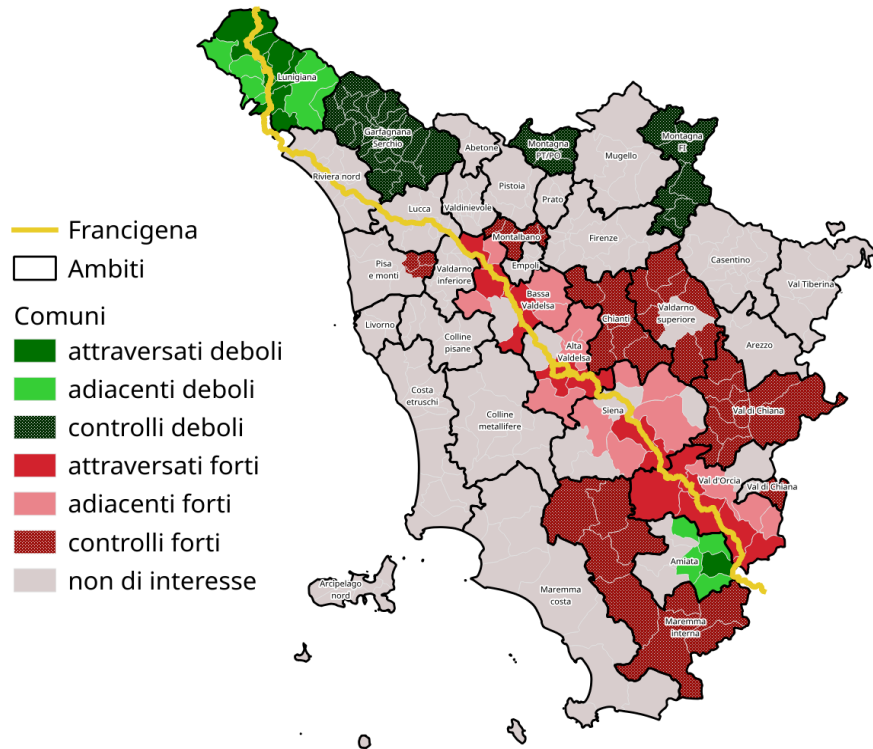 Francigena
Ambiti
Comuni
attraversati deboli
adiacenti deboli
controlli deboli
attraversati forti
adiacenti forti
controlli forti
non di interesse
Lunigiana
Garfagnana
Serchio
Abetone
Montagna
PT/PO
Mugello
Montagna
FI
Riviera nord
Lucca
Valdinievole
Pistoia
Prato
Montalbano
Firenze
Casentino
Pisa
e monti
Valdarno
inferiore
Empoli
Val Tiberina
Bassa
Valdelsa
Valdarno
superiore
Chianti
Livorno
Colline
pisane
Alta
Valdelsa
Arezzo
Costa
etruschi
Colline
metallifere
Siena
Val di Chiana
Val d'Orcia
Val di Chiana
Amiata
Arcipelago
nord
Maremma
costa
Maremma
interna